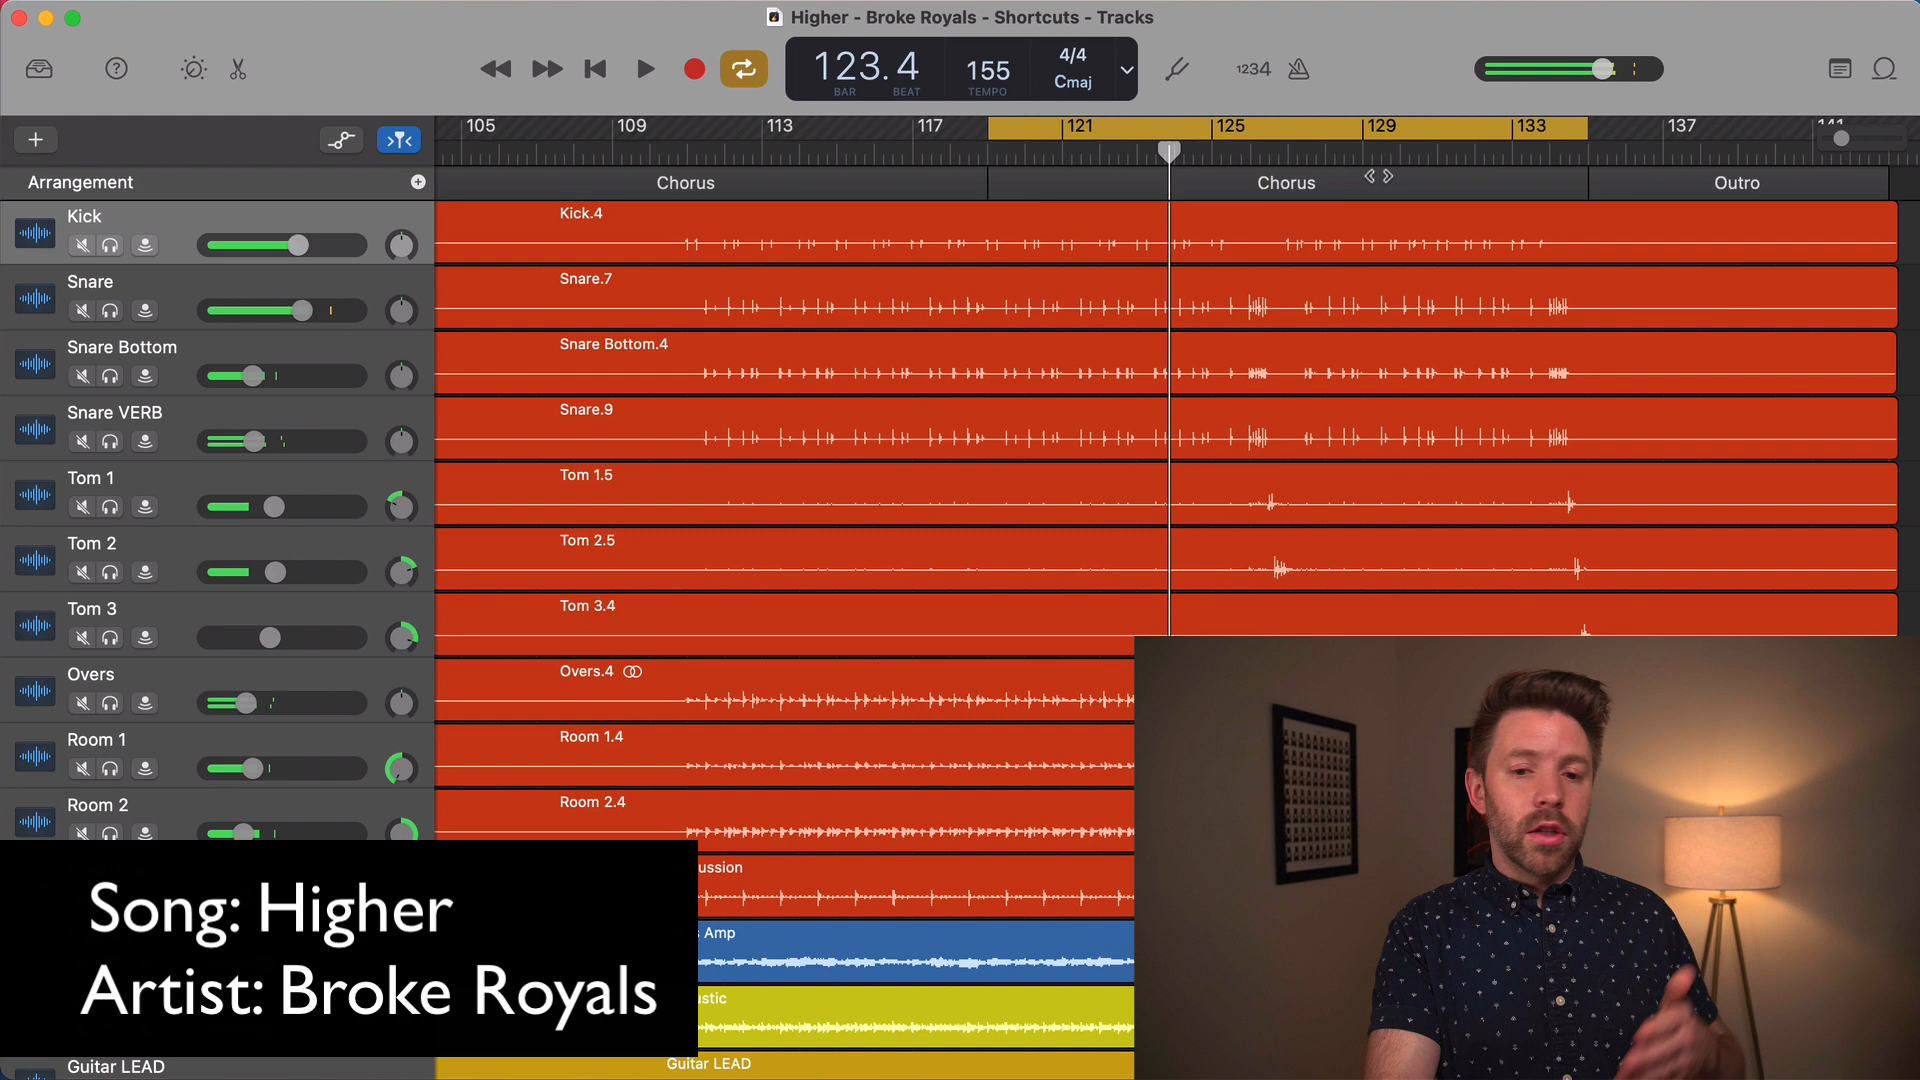 Higher - Broke Royals - Shortcuts - Tracks
123.4
BAR BEAT
155
TEMPO
4/4
Cmaj
1234
105 109 113 117 121 125 129 133 137 141
Arrangement
Chorus Chorus Outro
Kick
Kick.4
Snare
Snare.7
Snare Bottom
Snare Bottom.4
Snare VERB
Snare.9
Tom 1
Tom 1.5
Tom 2
Tom 2.5
Tom 3
Tom 3.4
Overs
Overs.4
Room 1
Room 1.4
Room 2
Room 2.4
ussion
s Amp
ustic
Song: Higher
Artist: Broke Royals
Guitar LEAD
Guitar LEAD